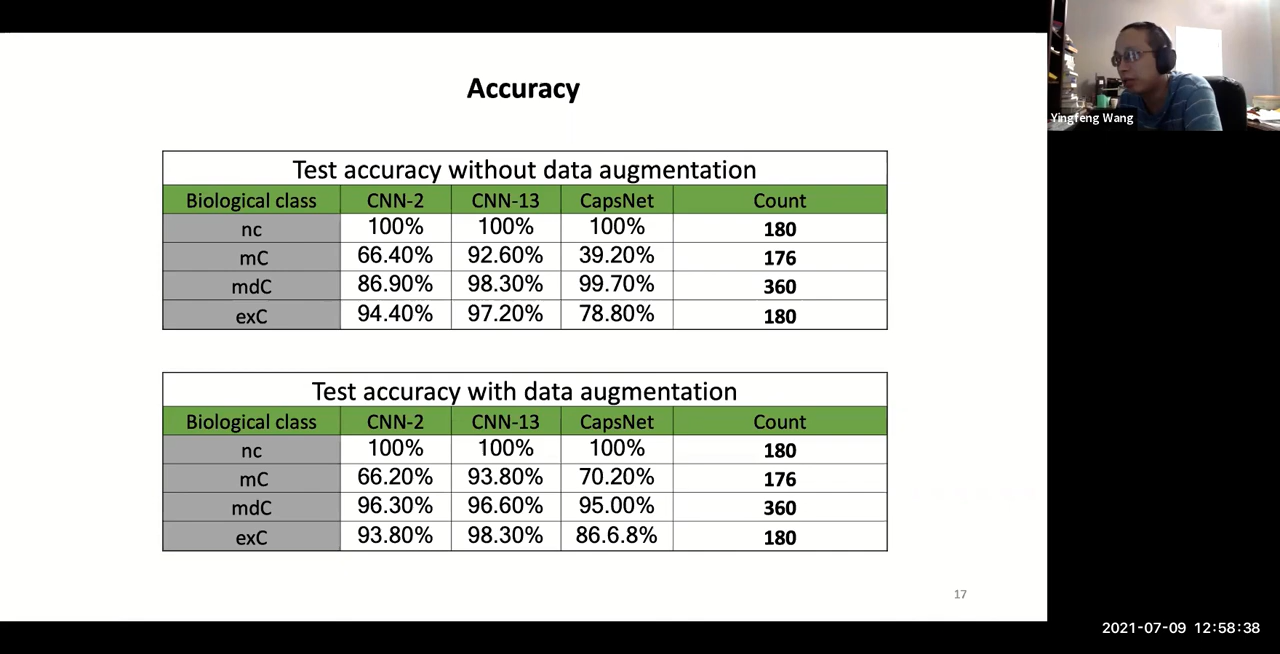 Accuracy
Test accuracy without data augmentation
Biological class CNN-2 CNN-13 CapsNet Count
nc 100% 100% 100% 180
mC 66.40% 92.60% 39.20% 176
mdC 86.90% 98.30% 99.70% 360
exC 94.40% 97.20% 78.80% 180
Test accuracy with data augmentation
Biological class CNN-2 CNN-13 CapsNet Count
nc 100% 100% 100% 180
mC 66.20% 93.80% 70.20% 176
mdC 96.30% 96.60% 95.00% 360
exC 93.80% 98.30% 86.6.8% 180
17
Yingfeng Wang
2021-07-09 12:58:38